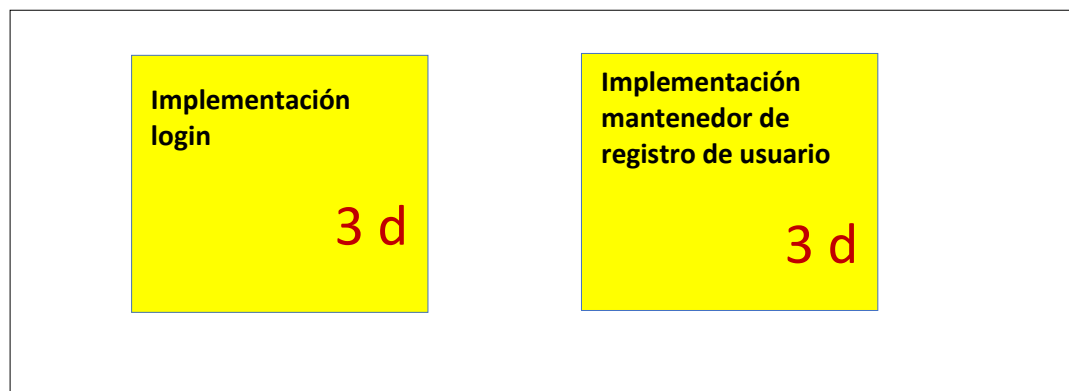 Implementación
login
3 d
Implementación
mantenedor de
registro de usuario
3 d